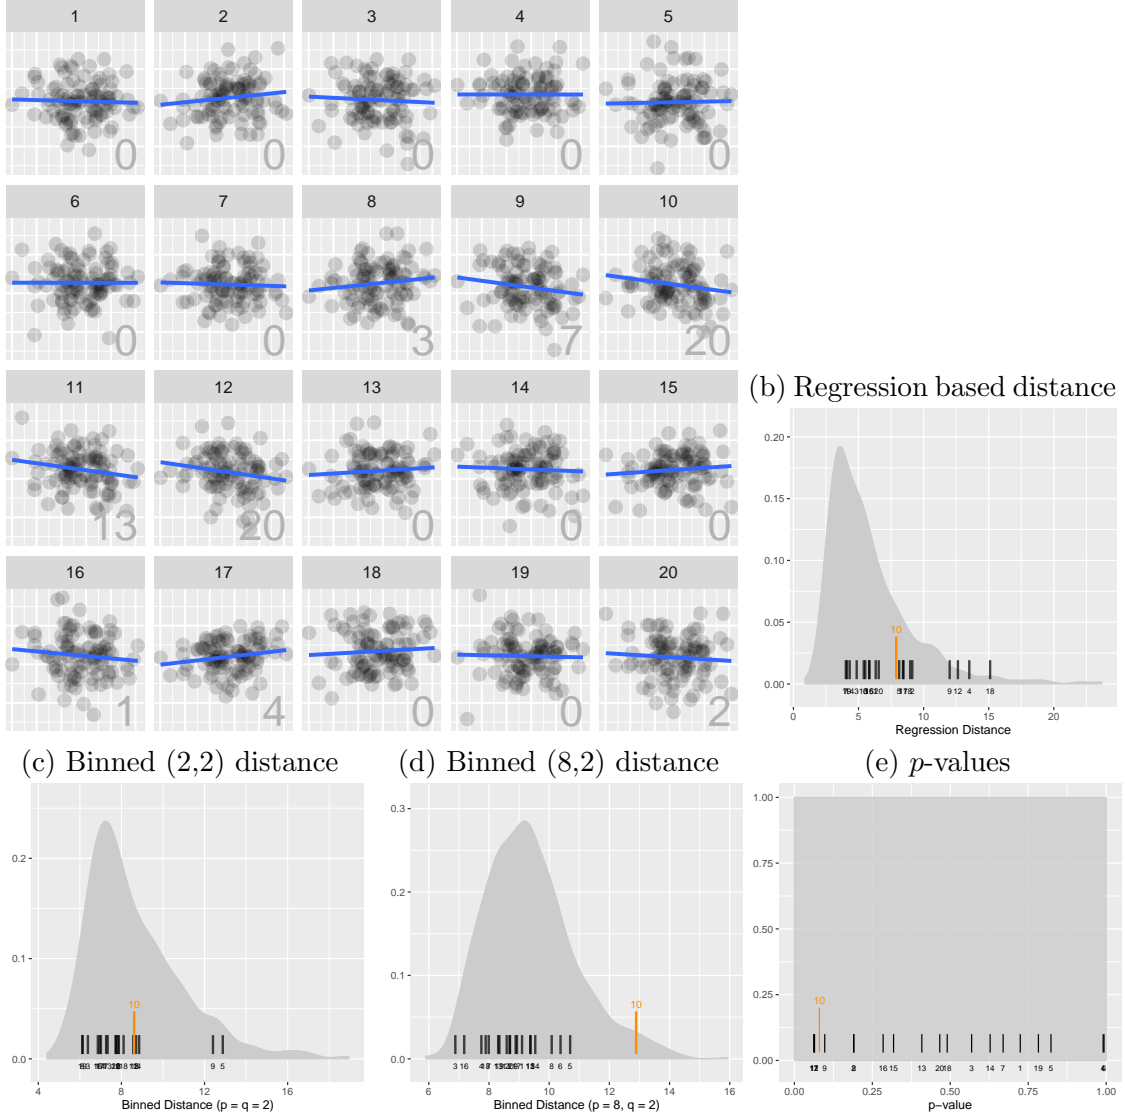 1 2 3 4 5
0 0 0 0 0
6 7 8 9 10
0 0 3 7 20
11 12 13 14 15
13 20 0 0 0
16 17 18 19 20
1 4 0 0 2
(b) Regression based distance
0.20
0.15
0.10
0.05
0.00
10
9 12 4 18
0 5 10 15 20
Regression Distance
(c) Binned (2,2) distance
0.2
0.1
0.0
10
9 5
4 8 12 16
Binned Distance (p = q = 2)
(d) Binned (8,2) distance
0.3
0.2
0.1
0.0
10
3 16 8 6 5
6 8 10 12 14 16
Binned Distance (p = 8, q = 2)
(e) p-values
1.00
0.75
0.50
0.25
0.00
10
9 16 15 13 20 18 3 14 7 1 19 5
0.00 0.25 0.50 0.75 1.00
p-value